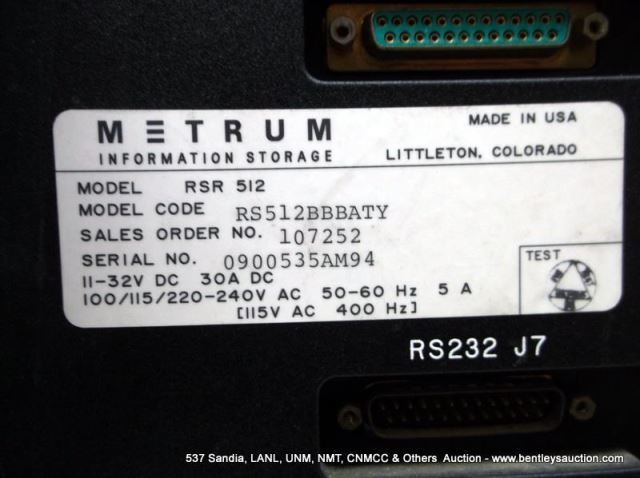 METRUM
INFORMATION STORAGE
MADE IN USA
LITTLETON, COLORADO
MODEL RSR 512
MODEL CODE RS512BBBATY
SALES ORDER NO. 107252
SERIAL NO. 0900535AM94
11-32V DC 30A DC
100/115/220-240V AC 50-60 Hz 5 A
[115V AC 400 Hz]
TEST
RS232 J7
537 Sandia, LANL, UNM, NMT, CNMCC & Others Auction - www.bentleysauction.com